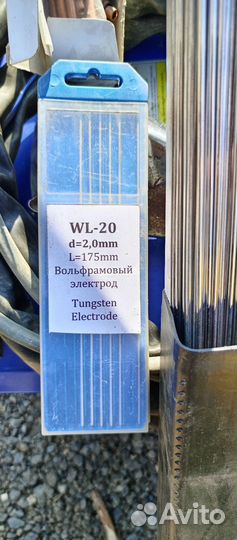 WL-20
d=2,0mm
L=175mm
Вольфрамовый
электрод
Tungsten
Electrode
Avito